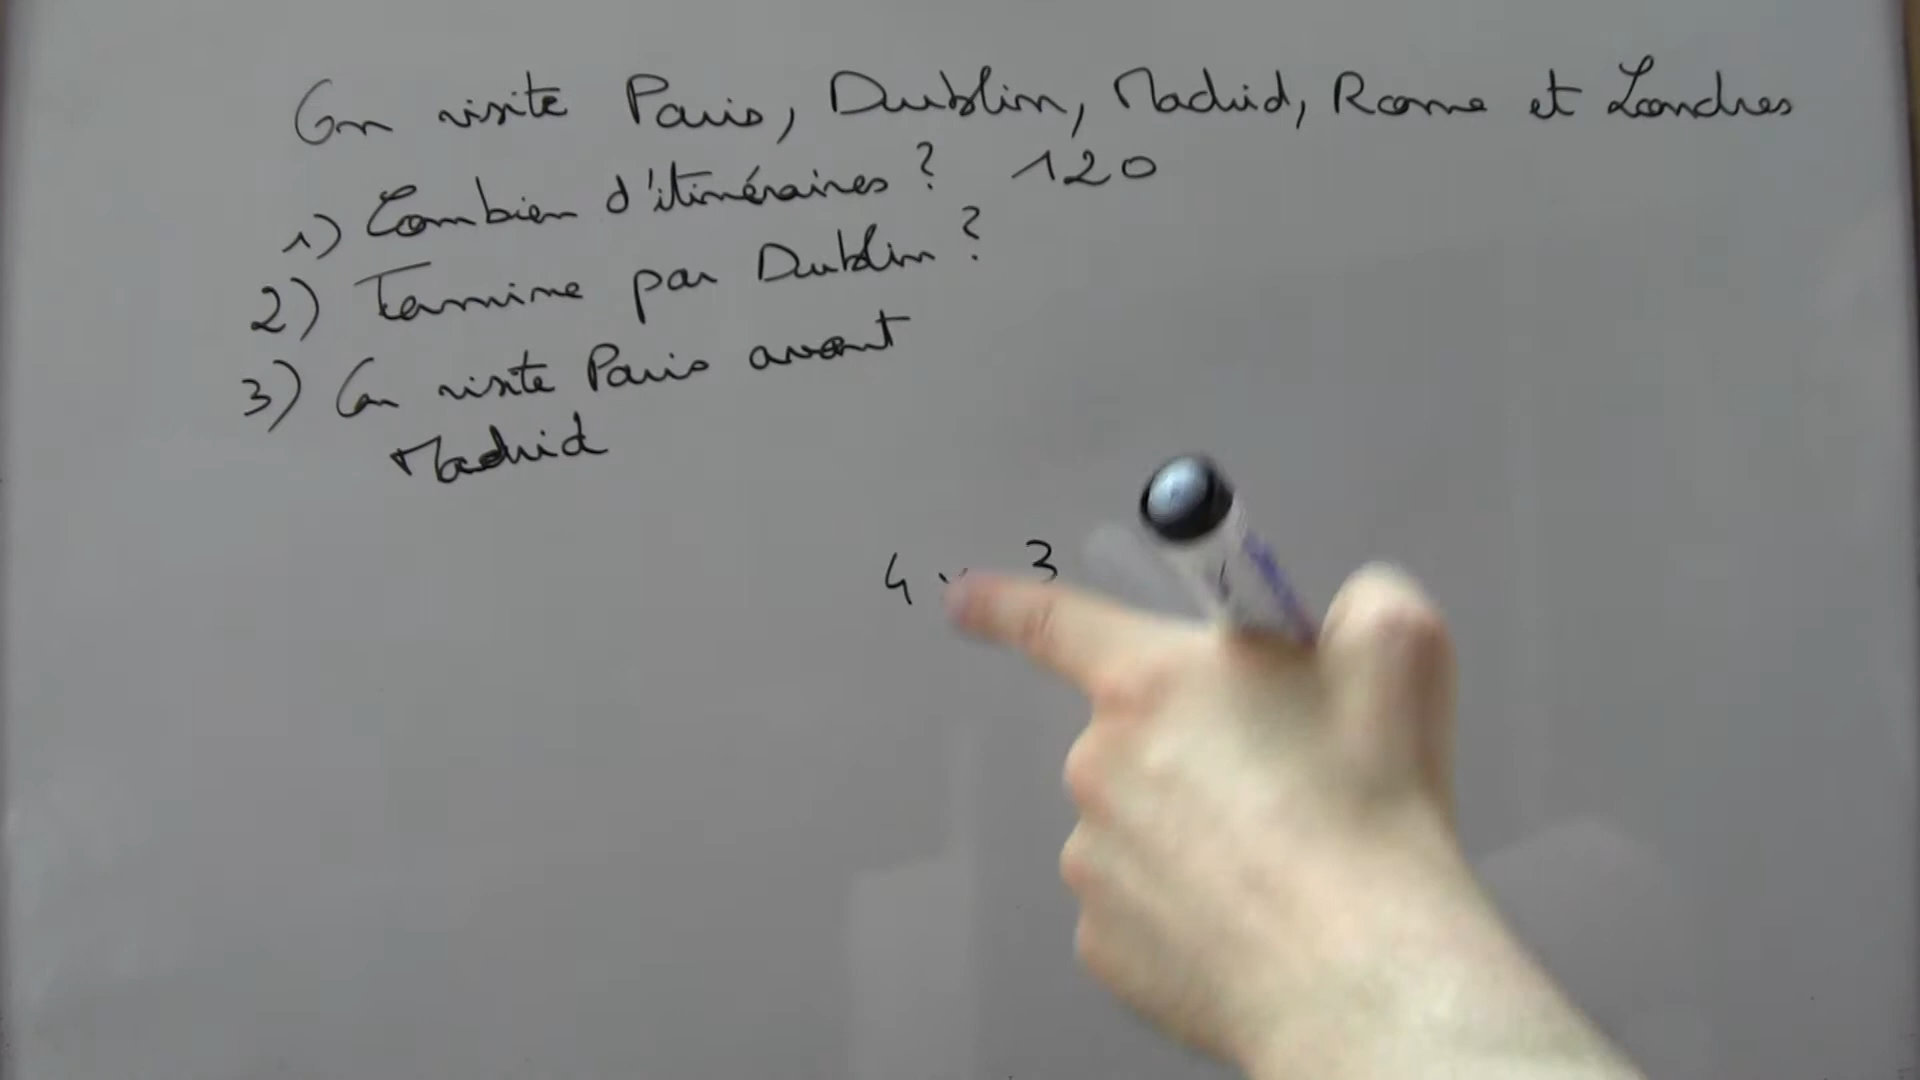 On visite Paris, Dublin, Madrid, Rome et Londres
1) Combien d'itinéraires ? 120
2) Termine par Dublin ?
3) On visite Paris avant
Madrid
4 x 3